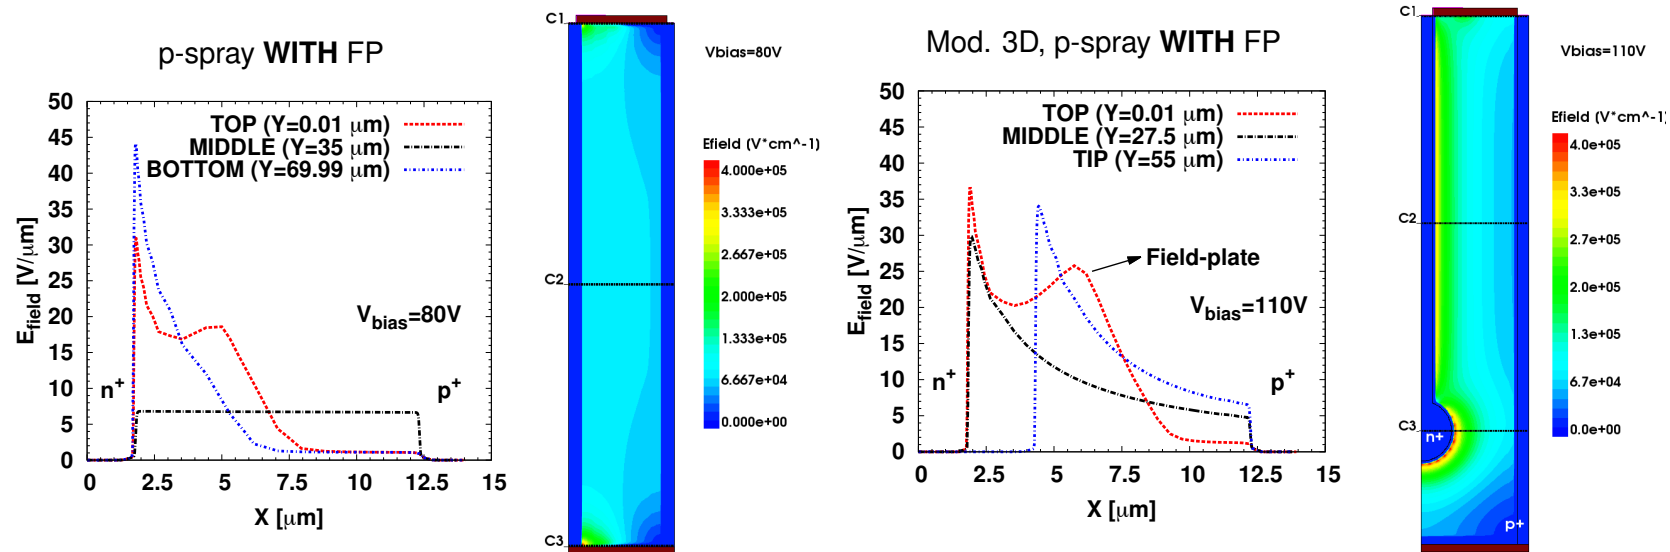 p-spray WITH FP
50
45
40
35
30
25
20
15
10
5
0
E_field [V/μm]
TOP (Y=0.01 μm)
MIDDLE (Y=35 μm)
BOTTOM (Y=69.99 μm)
V_bias=80V
n+
p+
0 2.5 5 7.5 10 12.5 15
X [μm]
C1
C2
C3
Vbias=80V
Efield (V*cm^-1)
4.000e+05
3.333e+05
2.667e+05
2.000e+05
1.333e+05
6.667e+04
0.000e+00
Mod. 3D, p-spray WITH FP
50
45
40
35
30
25
20
15
10
5
0
E_field [V/μm]
TOP (Y=0.01 μm)
MIDDLE (Y=27.5 μm)
TIP (Y=55 μm)
Field-plate
V_bias=110V
n+
p+
0 2.5 5 7.5 10 12.5 15
X [μm]
C1
C2
C3
n+
p+
Vbias=110V
Efield (V*cm^-1)
4.0e+05
3.3e+05
2.7e+05
2.0e+05
1.3e+05
6.7e+04
0.0e+00